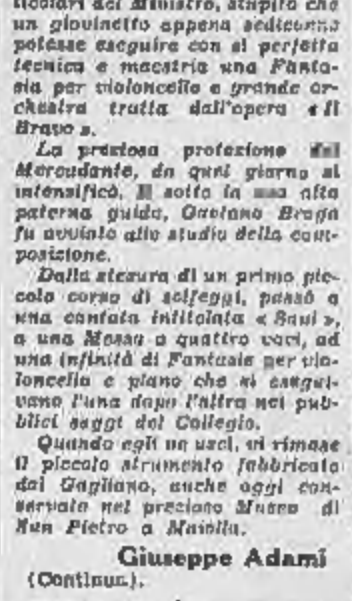 ticolari del Ministro, stupito che
un giovinetto appena sedicenne
potesse eseguire con sì perfetta
tecnica e maestria una Fanta-
sia per violoncello e grande or-
chestra tratta dall'opera « Il
Bravo ».
La preziosa protezione del
Mercadante, da quel giorno si
intensificò. E sotto la sua alta
paterna guida, Gaetano Braga
fu avviato allo studio della com-
posizione.
Dalla stesura di un primo pic-
colo corso di solfeggi, passò a
una cantata intitolata « Saul »,
a una Messa a quattro voci, ad
una infinità di Fantasie per vio-
loncello e piano che si esegui-
vano l'una dopo l'altra nei pub-
blici saggi del Collegio.
Quando egli ne uscì, vi rimase
il piccolo strumento fabbricato
dal Gagliano, anche oggi con-
servato nel prezioso Museo di
San Pietro a Maiella.
Giuseppe Adami
(Continua).